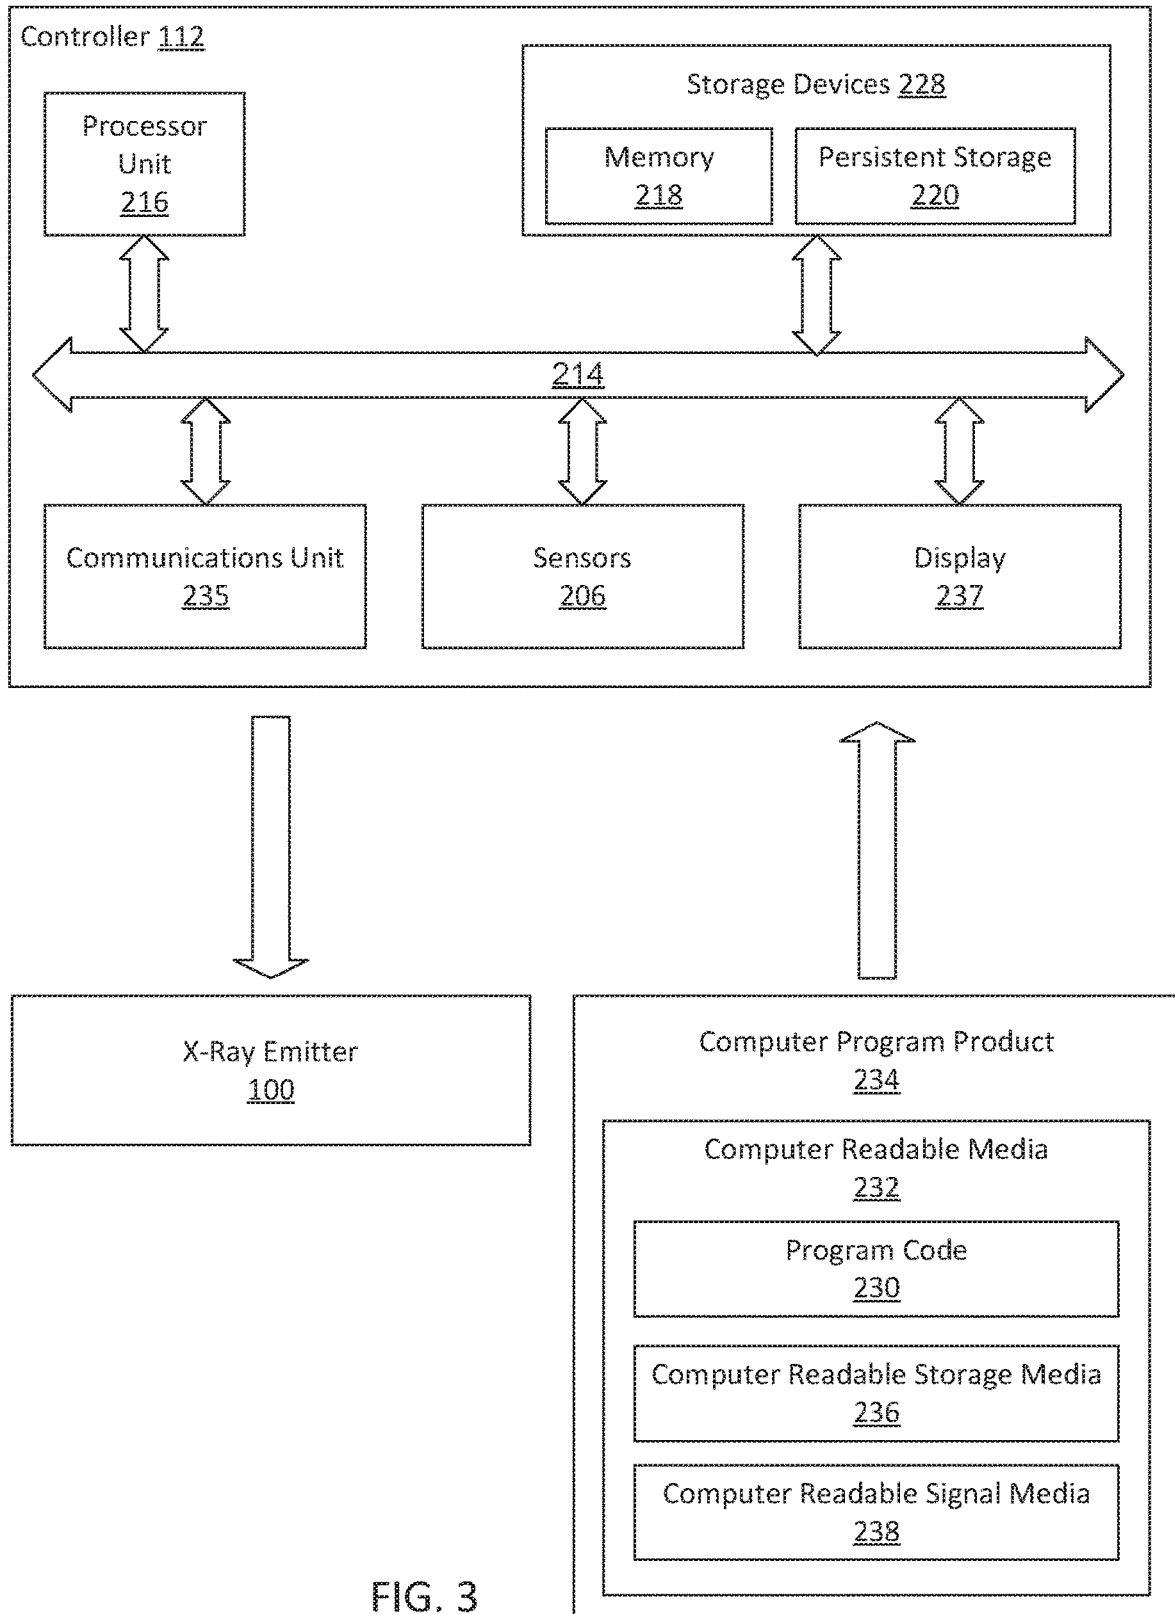 Controller 112
Storage Devices 228
Processor
Unit
216
Memory
218
Persistent Storage
220
214
Communications Unit
235
Sensors
206
Display
237
X-Ray Emitter
100
Computer Program Product
234
Computer Readable Media
232
Program Code
230
Computer Readable Storage Media
236
Computer Readable Signal Media
238
FIG. 3